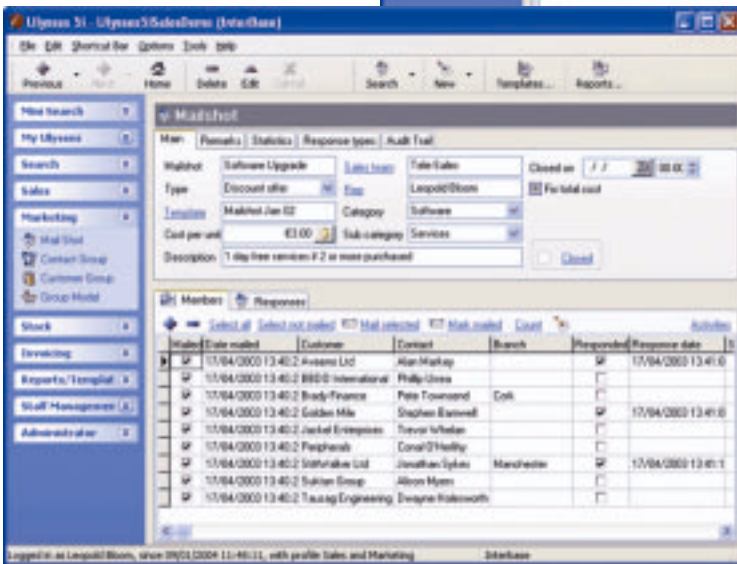 Ulysses 5i - Ulysses5iSalesDemo (InterBase)
File Edit Shortcut Bar Options Tools Help
Previous Next Home Delete Edit Cancel Search New Templates... Reports...
Mini Search
My Ulysses
Search
Sales
Marketing
Mail Shot
Contact Group
Customer Group
Group Model
Stock
Invoicing
Reports/Templat
Staff Managemen
Administrator
Mailshot
Main Remarks Statistics Response types Audit Trail
Mailshot Software Upgrade Sales team Tele-Sales Closed on / / 00:00
Type Discount offer Rep Leopold Bloom Fix total cost
Template Mailshot Jan 02 Category Software
Cost per unit €3.00 Sub category Services
Description 1 day free services if 2 or more purchased Closed
Members Responses
Select all Select not mailed Mail selected Mark mailed Count Activities
Mailed Date mailed Customer Contact Branch Responded Response date
17/04/2003 13:40:2 Aveamo Ltd Alan Markey 17/04/2003 13:41:0
17/04/2003 13:40:2 BBDO International Phillip
17/04/2003 13:40:2 Brady Finance Pete Townsend Cork
17/04/2003 13:40:2 Golden Mile Stephen 17/04/2003 13:41:0
17/04/2003 13:40:2 Jackel Enterprises Trevor Whelan
17/04/2003 13:40:2 Peripherals Conal O'Herlihy
17/04/2003 13:40:2 Ltd Jonathan Sykes Manchester 17/04/2003 13:41:1
17/04/2003 13:40:2 Group Alison Myers
17/04/2003 13:40:2 Engineering Dwayne
Logged in as Leopold Bloom, since 09/01/2004 11:48:11, with profile Sales and Marketing Interbase